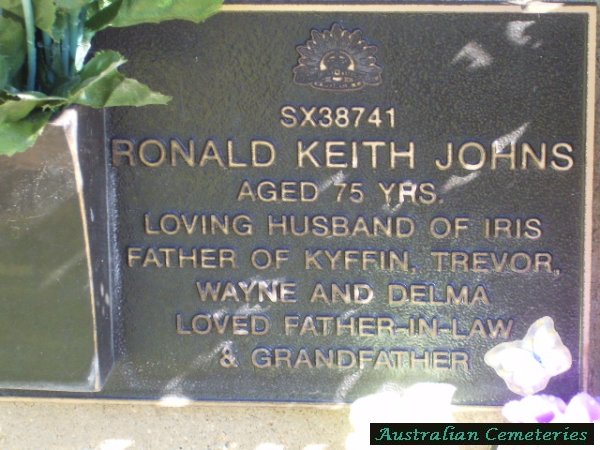 SX38741
RONALD KEITH JOHNS
AGED 75 YRS.
LOVING HUSBAND OF IRIS
FATHER OF KYFFIN, TREVOR,
WAYNE AND DELMA
LOVED FATHER-IN-LAW
& GRANDFATHER
Australian Cemeteries